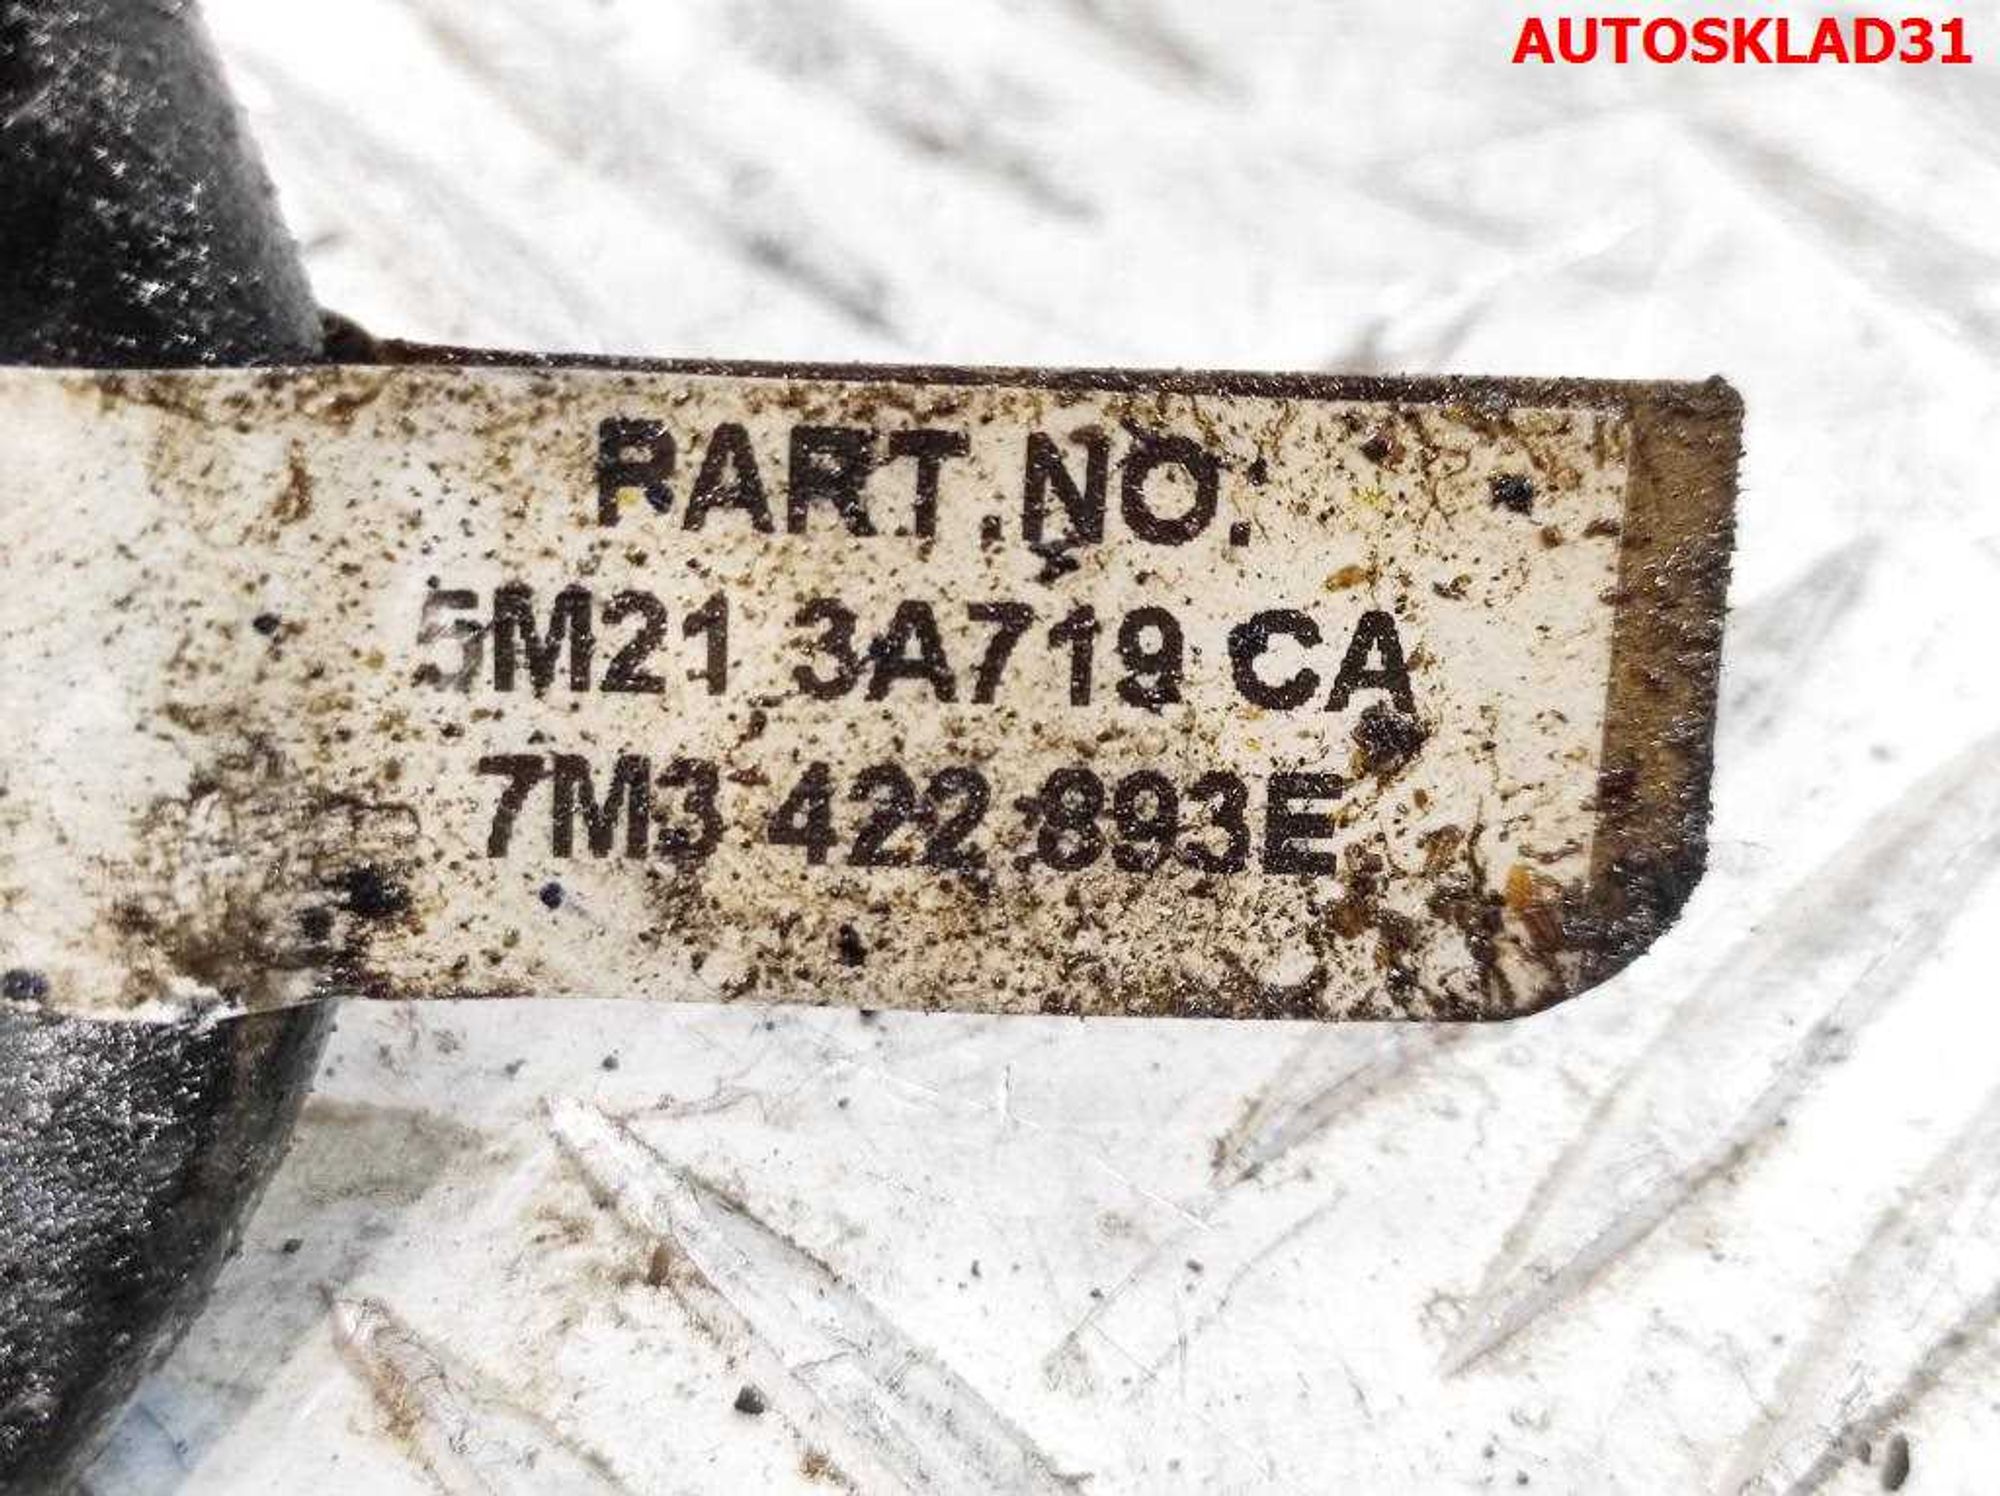 AUTOSKLAD31
PART.NO.
5M21 3A719 CA
7M3 422 893E